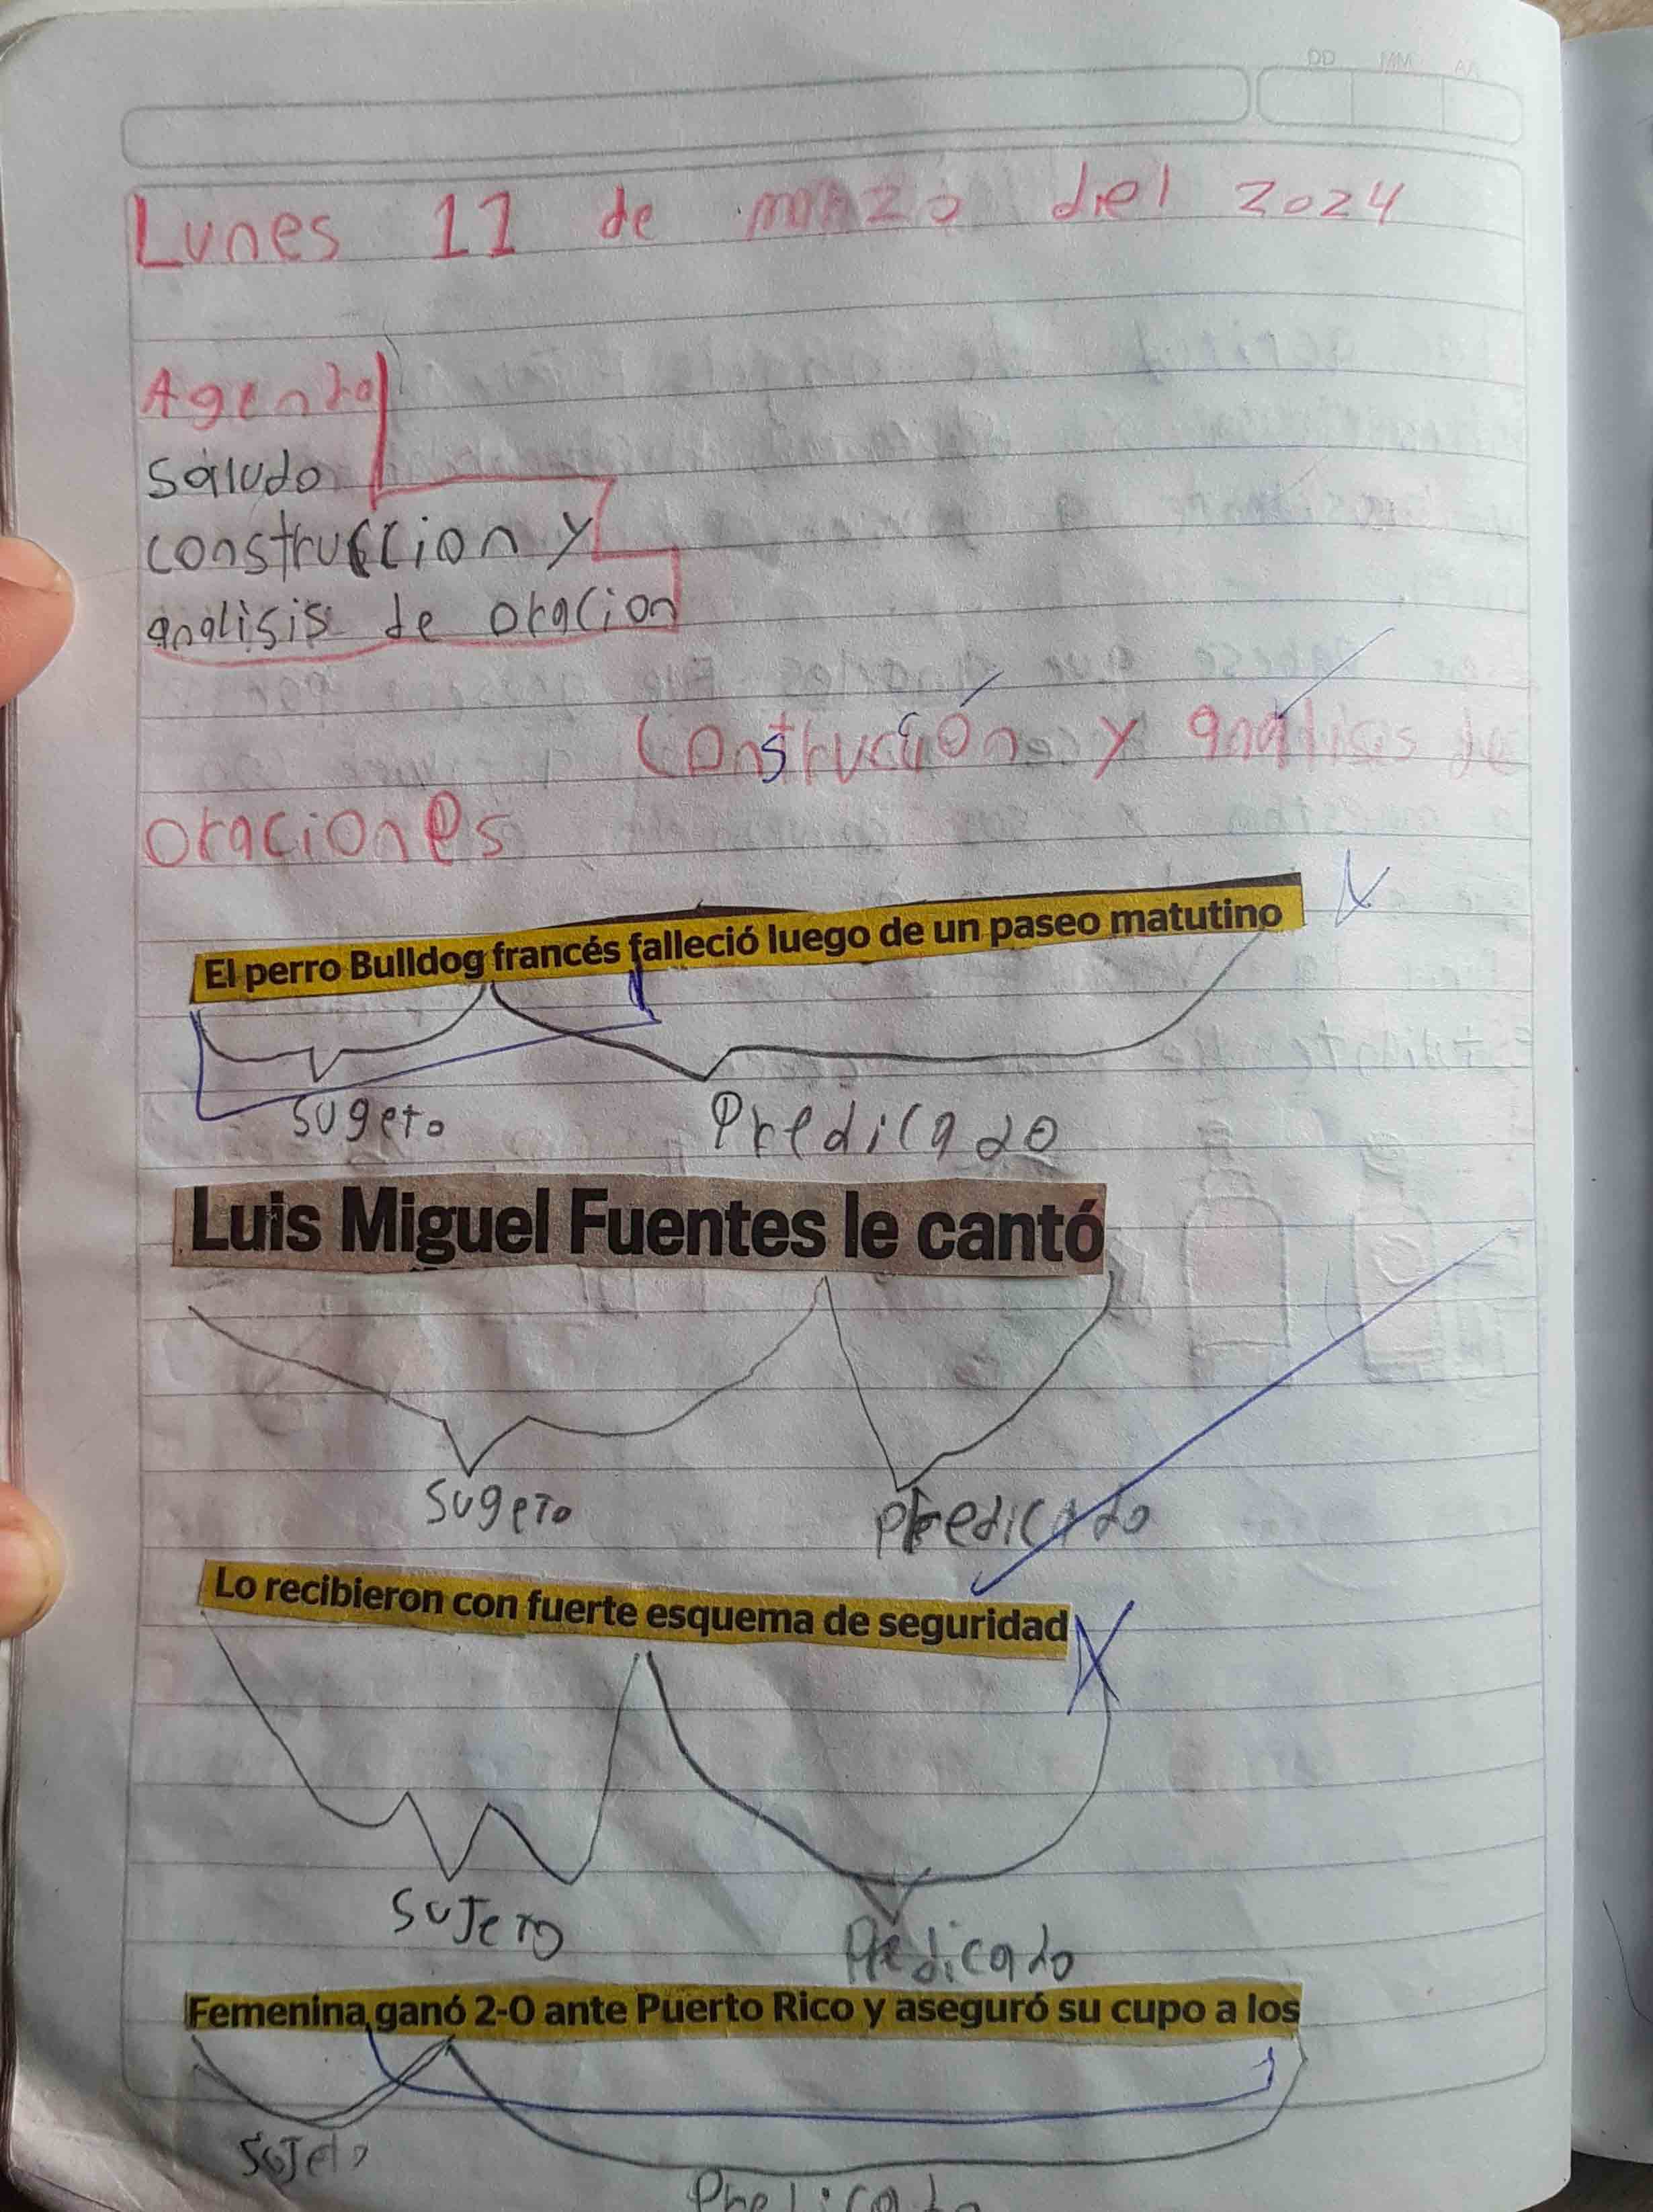 DD MM AA
Lunes 11 de marzo del 2024
Agenda
saludo
construccion y
analisis de oracion
Construcción y análisis de
oraciones
El perro Bulldog francés falleció luego de un paseo matutino
sugeto Predicado
Luis Miguel Fuentes le cantó
sugeto predicado
Lo recibieron con fuerte esquema de seguridad
sujeto Predicado
Femenina ganó 2-0 ante Puerto Rico y aseguró su cupo a los
sujeto
Predicado